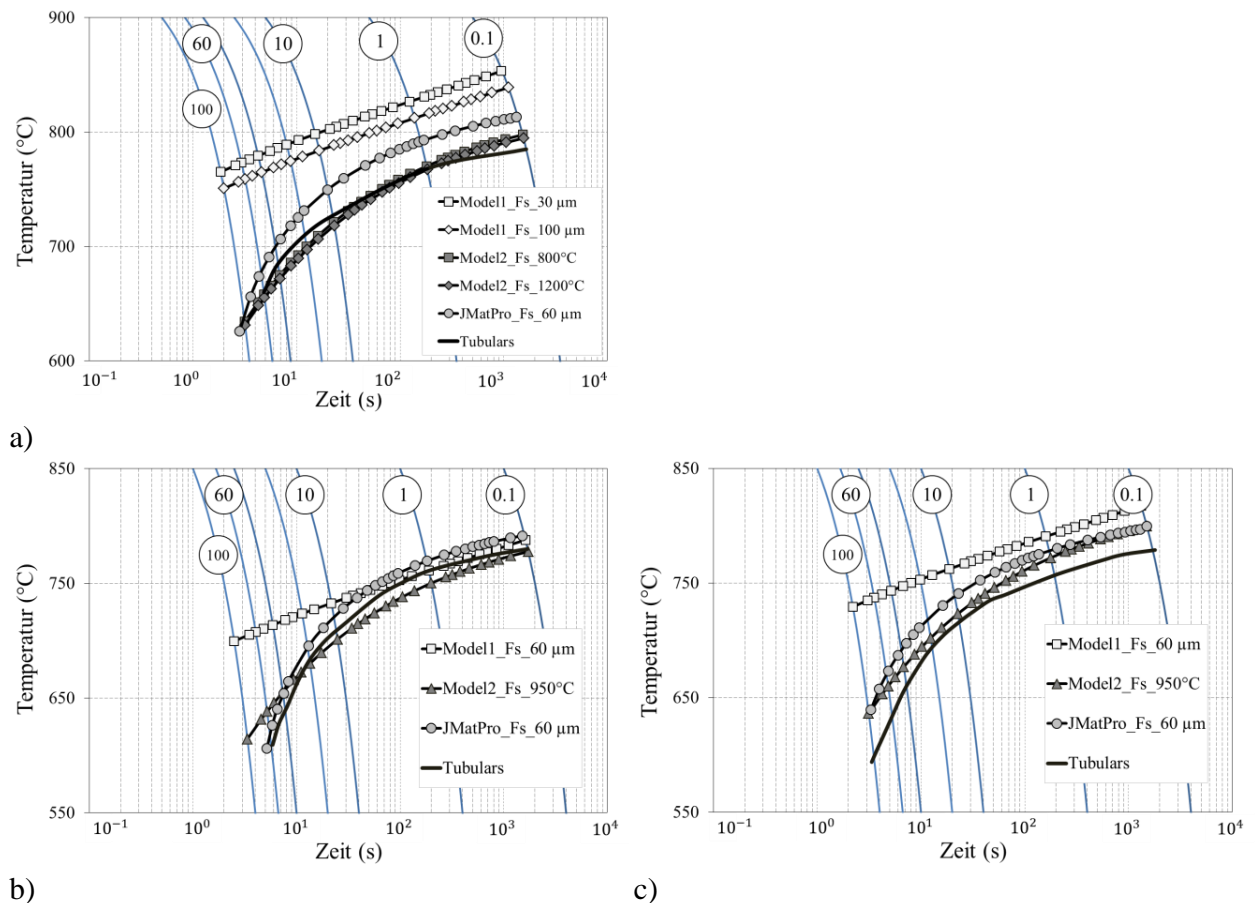 900
800
700
600
Temperatur (°C)
60
10
1
0.1
100
Model1_Fs_30 µm
Model1_Fs_100 µm
Model2_Fs_800°C
Model2_Fs_1200°C
JMatPro_Fs_60 µm
Tubulars
10⁻¹ 10⁰ 10¹ 10² 10³ 10⁴
Zeit (s)
a)
850
750
650
550
Temperatur (°C)
60
10
1
0.1
100
Model1_Fs_60 µm
Model2_Fs_950°C
JMatPro_Fs_60 µm
Tubulars
10⁻¹ 10⁰ 10¹ 10² 10³ 10⁴
Zeit (s)
b)
850
750
650
550
Temperatur (°C)
60
10
1
0.1
100
Model1_Fs_60 µm
Model2_Fs_950°C
JMatPro_Fs_60 µm
Tubulars
10⁻¹ 10⁰ 10¹ 10² 10³ 10⁴
Zeit (s)
c)